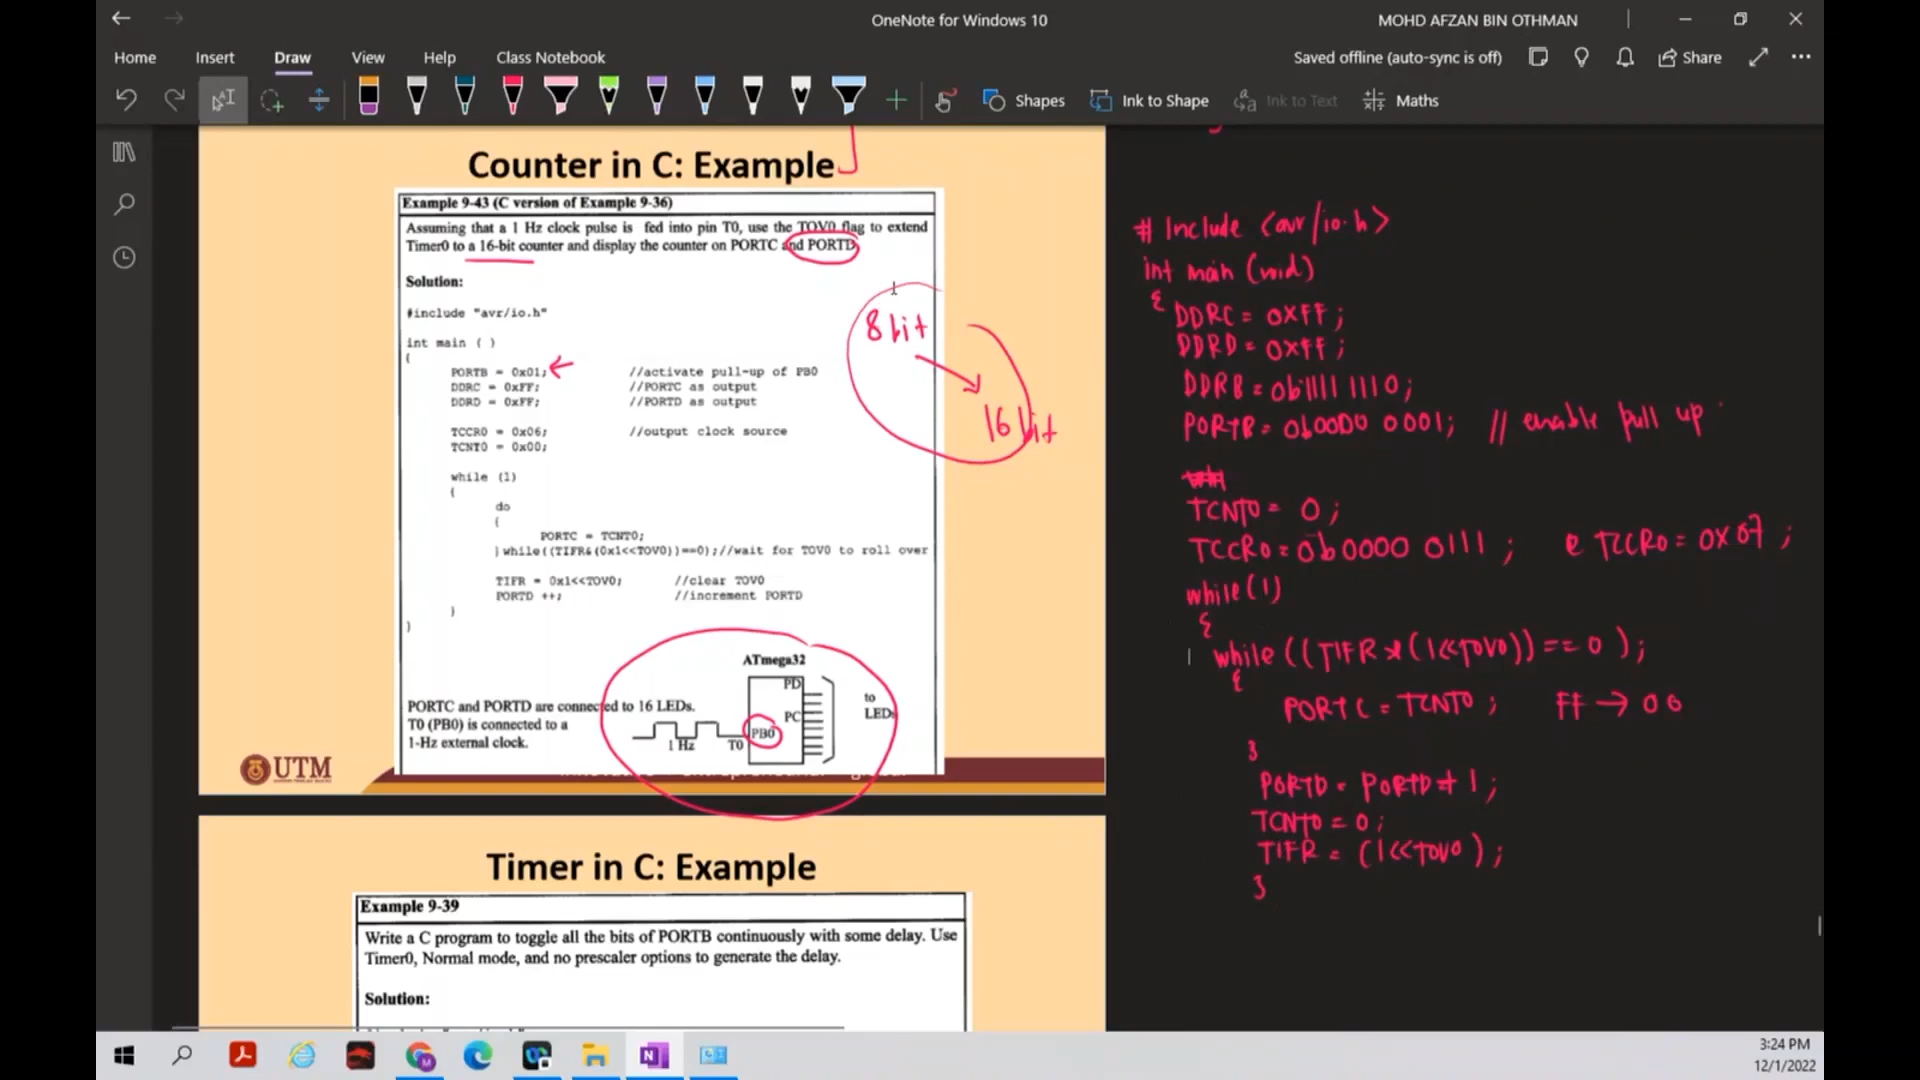 OneNote for Windows 10
MOHD AFZAN BIN OTHMAN
Home Insert Draw View Help Class Notebook
Saved offline (auto-sync is off)
Share
Shapes
Ink to Shape
Ink to Text
Maths
Counter in C: Example
Example 9-43 (C version of Example 9-36)
Assuming that a 1 Hz clock pulse is fed into pin T0, use the TOV0 flag to extend
Timer0 to a 16-bit counter and display the counter on PORTC and PORTD.
Solution:
#include "avr/io.h"
int main ( )
{
PORTB = 0x01; //activate pull-up of PB0
DDRC = 0xFF; //PORTC as output
DDRD = 0xFF; //PORTD as output
TCCR0 = 0x06; //output clock source
TCNT0 = 0x00;
while (1)
{
do
{
PORTC = TCNT0;
}while((TIFR&(0x1<<TOV0))==0);//wait for TOV0 to roll over
TIFR = 0x1<<TOV0; //clear TOV0
PORTD ++; //increment PORTD
}
}
8 bit
16 bit
ATmega32
PD
PC
PB0
to
LEDs
1 Hz
T0
PORTC and PORTD are connected to 16 LEDs.
T0 (PB0) is connected to a
1-Hz external clock.
UTM
Timer in C: Example
Example 9-39
Write a C program to toggle all the bits of PORTB continuously with some delay. Use
Timer0, Normal mode, and no prescaler options to generate the delay.
Solution:
# Include <avr/io.h>
int main (void)
{ DDRC = 0xFF;
DDRD = 0xFF;
DDRB = 0b1111 1110;
PORTB = 0b0000 0001; // enable pull up
TCNT0 = 0;
TCCR0 = 0b0000 0111; @ TCCR0 = 0x07;
while(1)
{
while ((TIFR & (1<<TOV0)) == 0);
{
PORTC = TCNT0; FF → 00
}
PORTD = PORTD + 1;
TCNT0 = 0;
TIFR = (1<<TOV0);
}
3:24 PM
12/1/2022